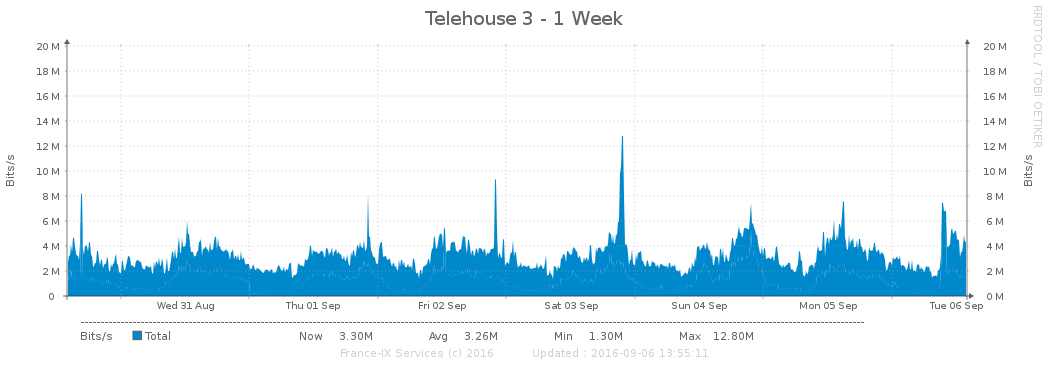 Telehouse 3 - 1 Week
RRDTOOL / TOBI OETIKER
Bits/s
Bits/s
20 M 20 M
18 M 18 M
16 M 16 M
14 M 14 M
12 M 12 M
10 M 10 M
8 M 8 M
6 M 6 M
4 M 4 M
2 M 2 M
0 0 M
Wed 31 Aug Thu 01 Sep Fri 02 Sep Sat 03 Sep Sun 04 Sep Mon 05 Sep Tue 06 Sep
Bits/s Total Now 3.30M Avg 3.26M Min 1.30M Max 12.80M
France-IX Services (c) 2016 Updated : 2016-09-06 13:55:11